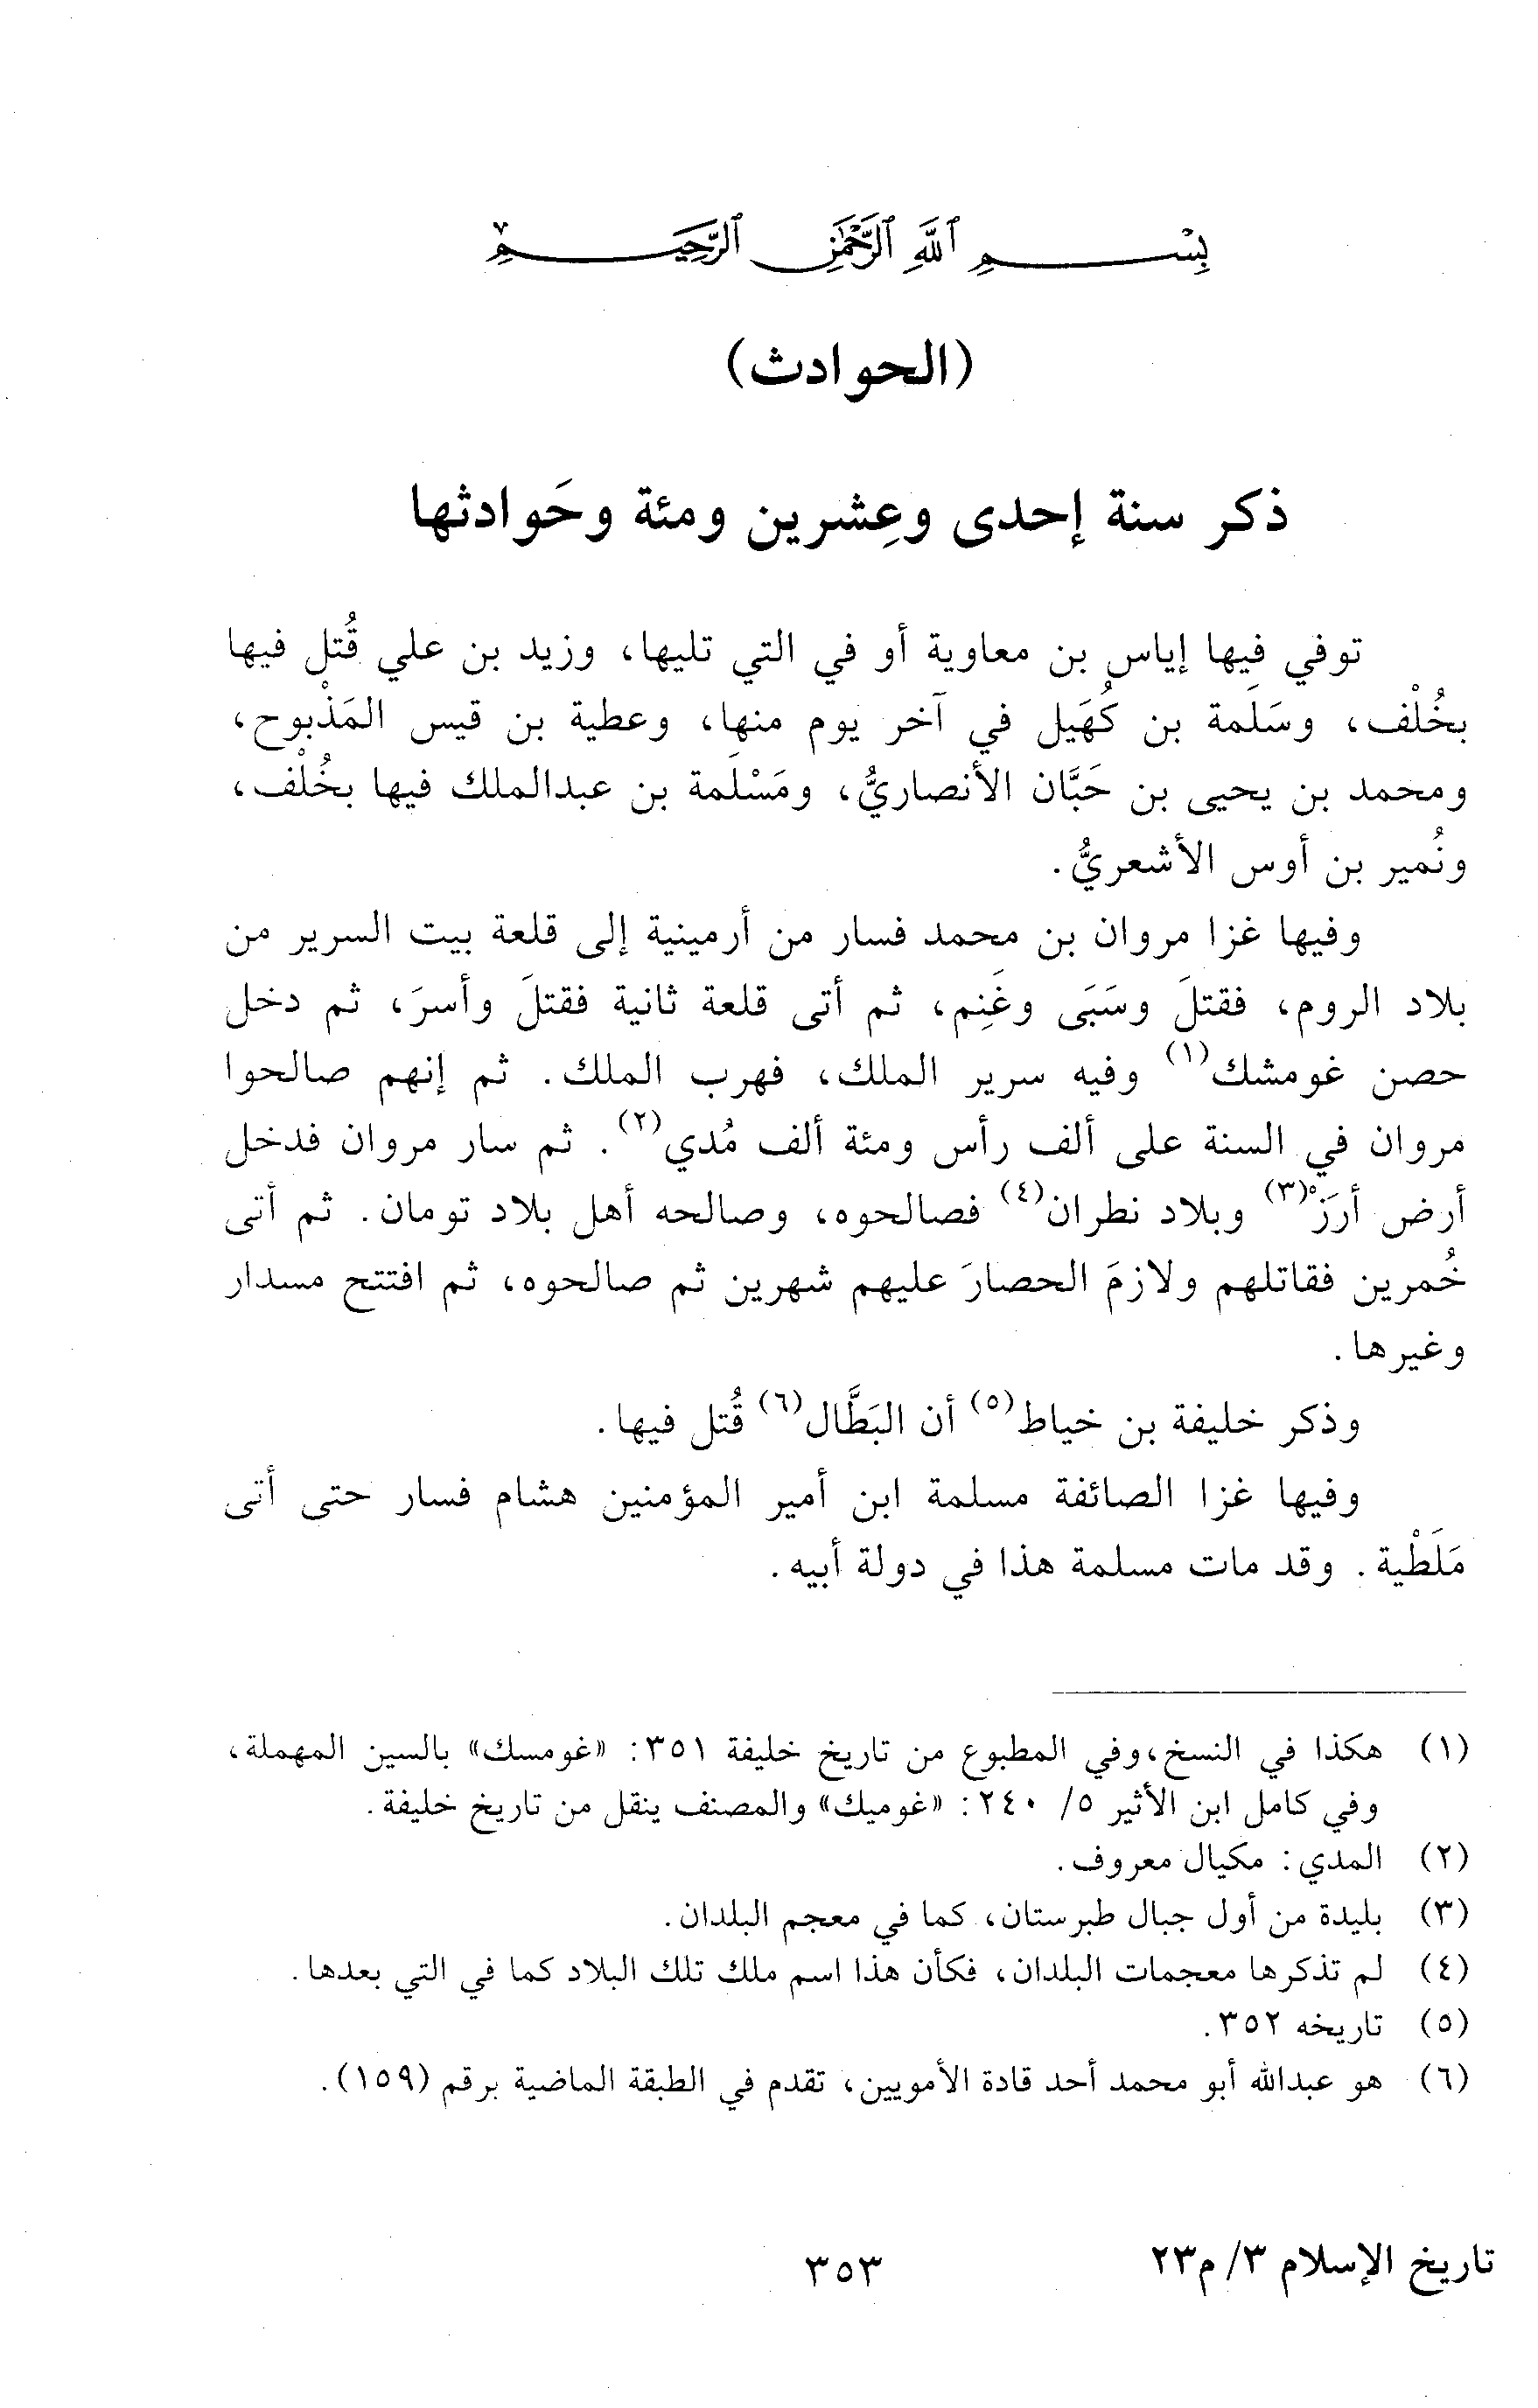 بِسْمِ ٱللَّهِ ٱلرَّحْمَٰنِ ٱلرَّحِيمِ
(الحوادث)
ذكر سنة إحدى وعِشرين ومئة وحَوادثها
توفي فيها إياس بن معاوية أو في التي تليها، وزيد بن علي قُتل فيها
بخُلْف، وسَلَمة بن كُهَيل في آخر يوم منها، وعطية بن قيس المَذْبوح،
ومحمد بن يحيى بن حَبَّان الأنصاريُّ، ومَسْلَمة بن عبدالملك فيها بخُلْف،
ونُمير بن أوس الأشعريُّ.
وفيها غزا مروان بن محمد فسار من أرمينية إلى قلعة بيت السرير من
بلاد الروم، فقتلَ وسَبَى وغَنِم، ثم أتى قلعة ثانية فقتلَ وأسرَ، ثم دخل
حصن غومشك(١) وفيه سرير الملك، فهرب الملك. ثم إنهم صالحوا
مروان في السنة على ألف رأس ومئة ألف مُدي(٢). ثم سار مروان فدخل
أرض أرَزْ(٣) وبلاد نطران(٤) فصالحوه، وصالحه أهل بلاد تومان. ثم أتى
خُمرين فقاتلهم ولازمَ الحصارَ عليهم شهرين ثم صالحوه، ثم افتتح مسدار
وغيرها.
وذكر خليفة بن خياط(٥) أن البَطَّال(٦) قُتل فيها.
وفيها غزا الصائفة مسلمة ابن أمير المؤمنين هشام فسار حتى أتى
مَلَطْية. وقد مات مسلمة هذا في دولة أبيه.
(١) هكذا في النسخ،وفي المطبوع من تاريخ خليفة ٣٥١: «غومسك» بالسين المهملة،
وفي كامل ابن الأثير ٥/ ٢٤٠: «غوميك» والمصنف ينقل من تاريخ خليفة.
(٢) المدي: مكيال معروف.
(٣) بليدة من أول جبال طبرستان، كما في معجم البلدان.
(٤) لم تذكرها معجمات البلدان، فكأن هذا اسم ملك تلك البلاد كما في التي بعدها.
(٥) تاريخه ٣٥٢.
(٦) هو عبدالله أبو محمد أحد قادة الأمويين، تقدم في الطبقة الماضية برقم (١٥٩).
تاريخ الإسلام ٣/ م٢٣
٣٥٣